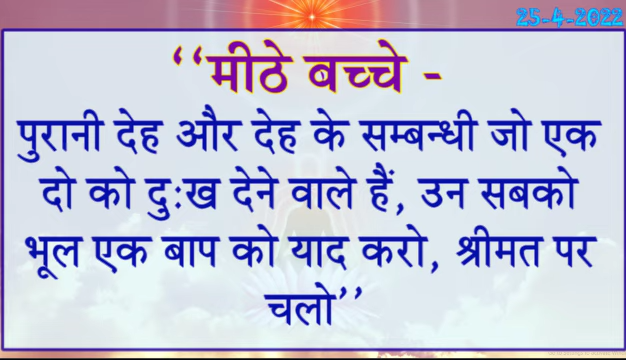 25-4-2022
‘‘मीठे बच्चे -
पुरानी देह और देह के सम्बन्धी जो एक
दो को दुःख देने वाले हैं, उन सबको
भूल एक बाप को याद करो, श्रीमत पर
चलो’’